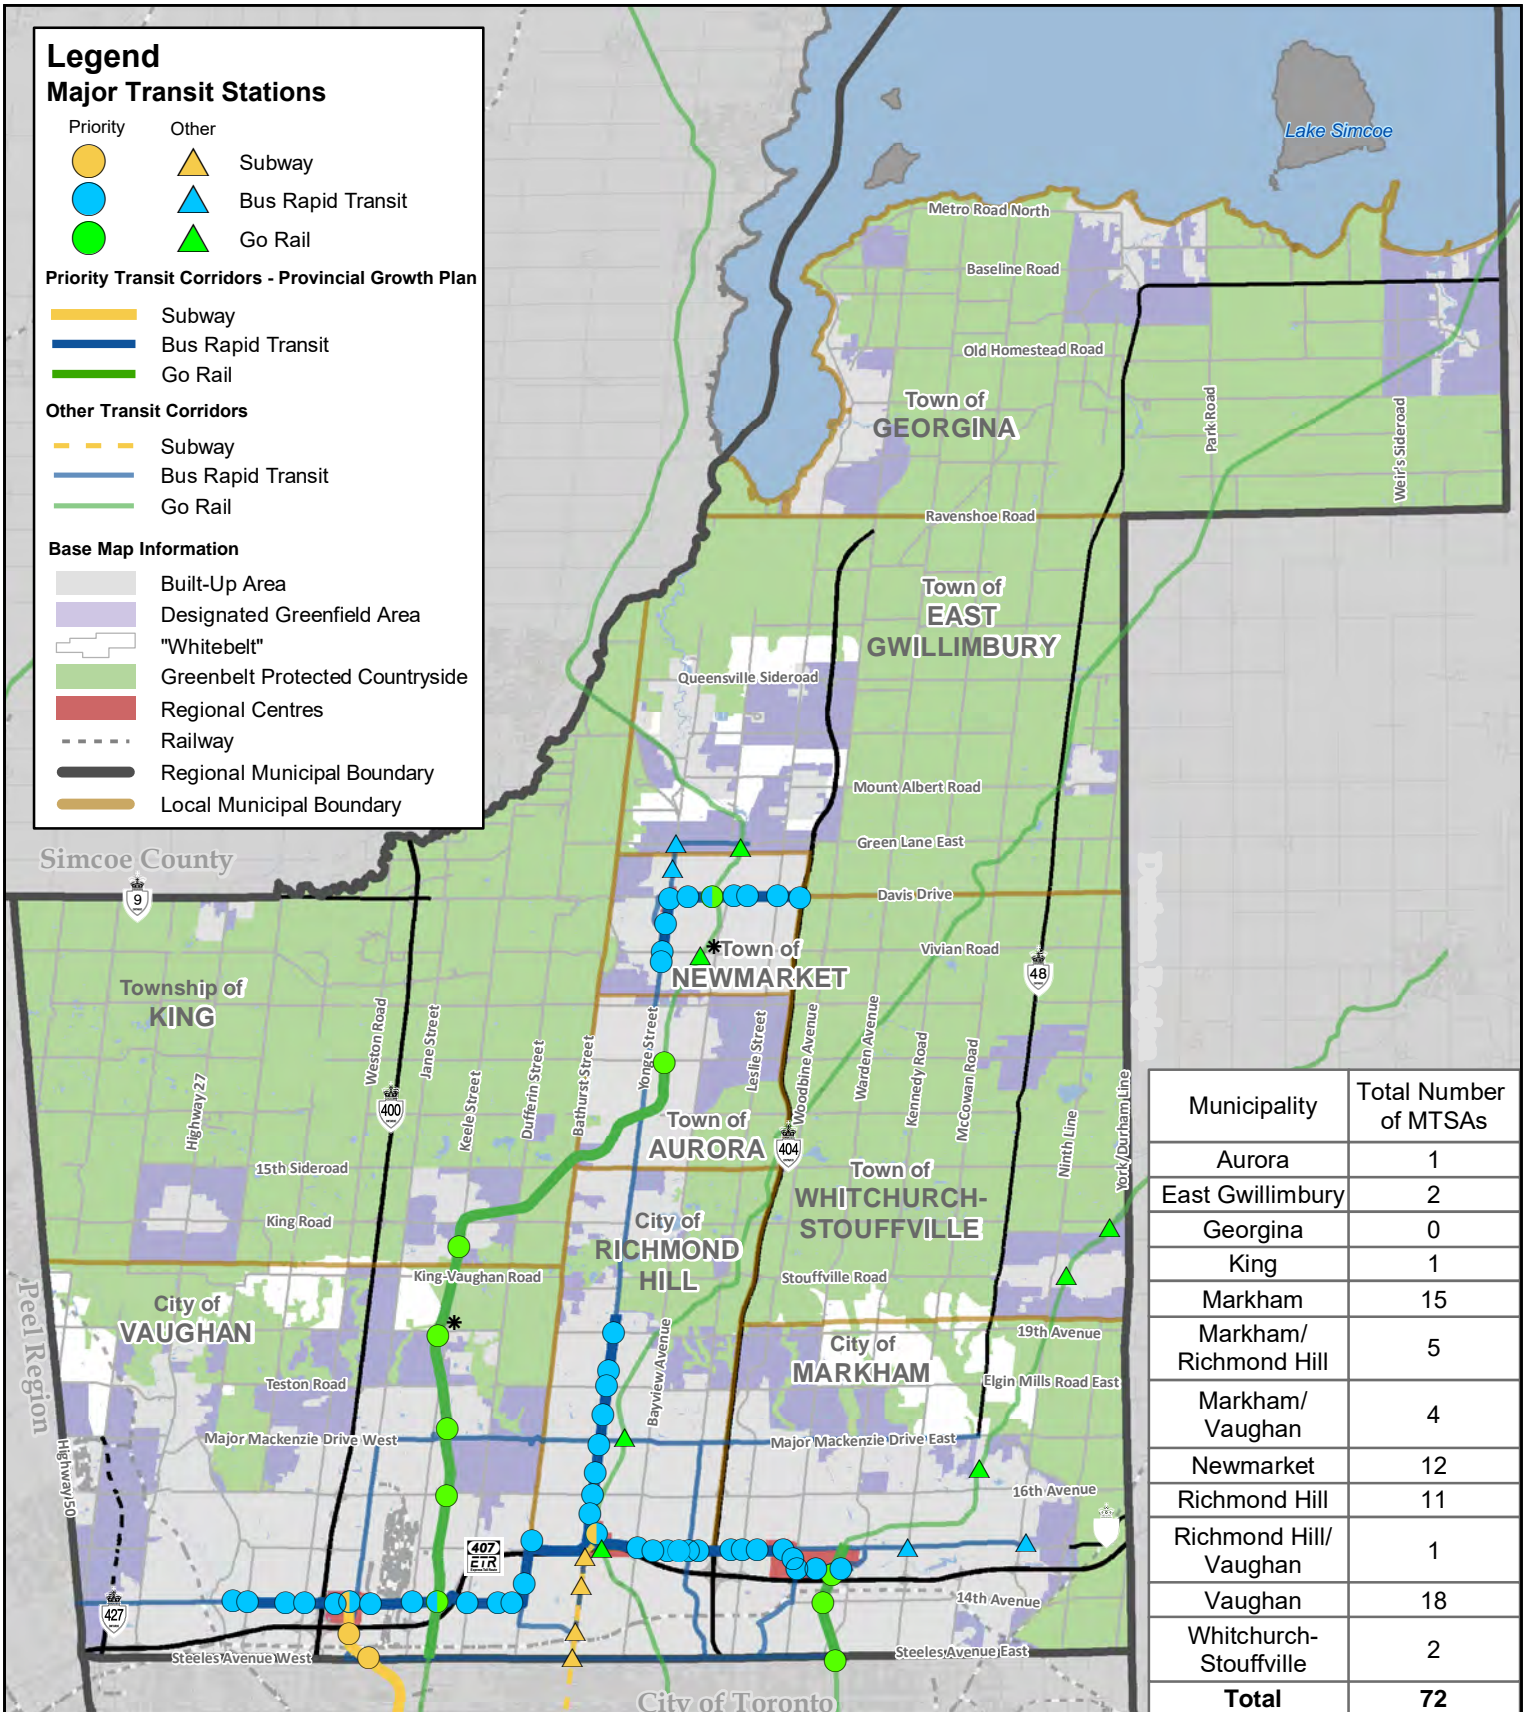 Legend
Major Transit Stations
Priority
Other
Subway
Bus Rapid Transit
Go Rail
Priority Transit Corridors - Provincial Growth Plan
Subway
Bus Rapid Transit
Go Rail
Other Transit Corridors
Subway
Bus Rapid Transit
Go Rail
Base Map Information
Built-Up Area
Designated Greenfield Area
"Whitebelt"
Greenbelt Protected Countryside
Regional Centres
Railway
Regional Municipal Boundary
Local Municipal Boundary
Lake Simcoe
Metro Road North
Baseline Road
Old Homestead Road
Town of
GEORGINA
Park Road
Weir's Sideroad
Ravenshoe Road
Town of
EAST
GWILLIMBURY
Queensville Sideroad
Mount Albert Road
Green Lane East
Simcoe County
9
Davis Drive
Vivian Road
*
Town of
NEWMARKET
48
Township of
KING
Highway 27
Weston Road
Jane Street
400
Keele Street
Dufferin Street
Bathurst Street
Yonge Street
Leslie Street
Woodbine Avenue
Warden Avenue
Kennedy Road
McCowan Road
Ninth Line
York/Durham Line
Town of
AURORA
404
15th Sideroad
King Road
Town of
WHITCHURCH-
STOUFFVILLE
City of
RICHMOND
HILL
King-Vaughan Road
Stouffville Road
Peel Region
City of
VAUGHAN
*
19th Avenue
City of
MARKHAM
Bayview Avenue
Teston Road
Elgin Mills Road East
Major Mackenzie Drive West
Major Mackenzie Drive East
Highway 50
16th Avenue
407
ETR
427
14th Avenue
Steeles Avenue West
Steeles Avenue East
City of Toronto
Municipality
Total Number
of MTSAs
Aurora
1
East Gwillimbury
2
Georgina
0
King
1
Markham
15
Markham/
Richmond Hill
5
Markham/
Vaughan
4
Newmarket
12
Richmond Hill
11
Richmond Hill/
Vaughan
1
Vaughan
18
Whitchurch-
Stouffville
2
Total
72